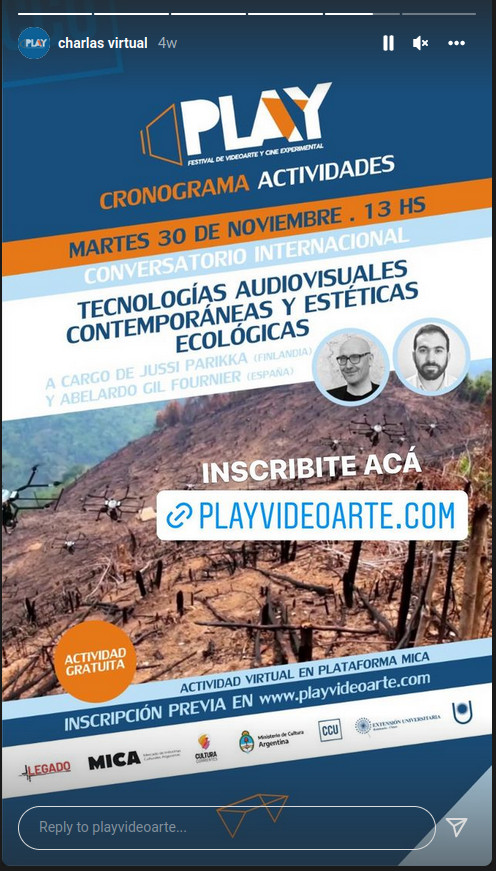 PLAY charlas virtual 4w
PLAY
FESTIVAL DE VIDEOARTE Y CINE EXPERIMENTAL
CRONOGRAMA ACTIVIDADES
MARTES 30 DE NOVIEMBRE . 13 HS
CONVERSATORIO INTERNACIONAL
TECNOLOGÍAS AUDIOVISUALES
CONTEMPORÁNEAS Y ESTÉTICAS
ECOLÓGICAS
A CARGO DE JUSSI PARIKKA (FINLANDIA)
Y ABELARDO GIL FOURNIER (ESPAÑA)
INSCRIBITE ACÁ
PLAYVIDEOARTE.COM
ACTIVIDAD
GRATUITA
ACTIVIDAD VIRTUAL EN PLATAFORMA MICA
INSCRIPCIÓN PREVIA EN www.playvideoarte.com
LEGADO
MICA
CULTURA
Ministerio de Cultura
Argentina
CCU
EXTENSIÓN UNIVERSITARIA
Reply to playvideoarte...